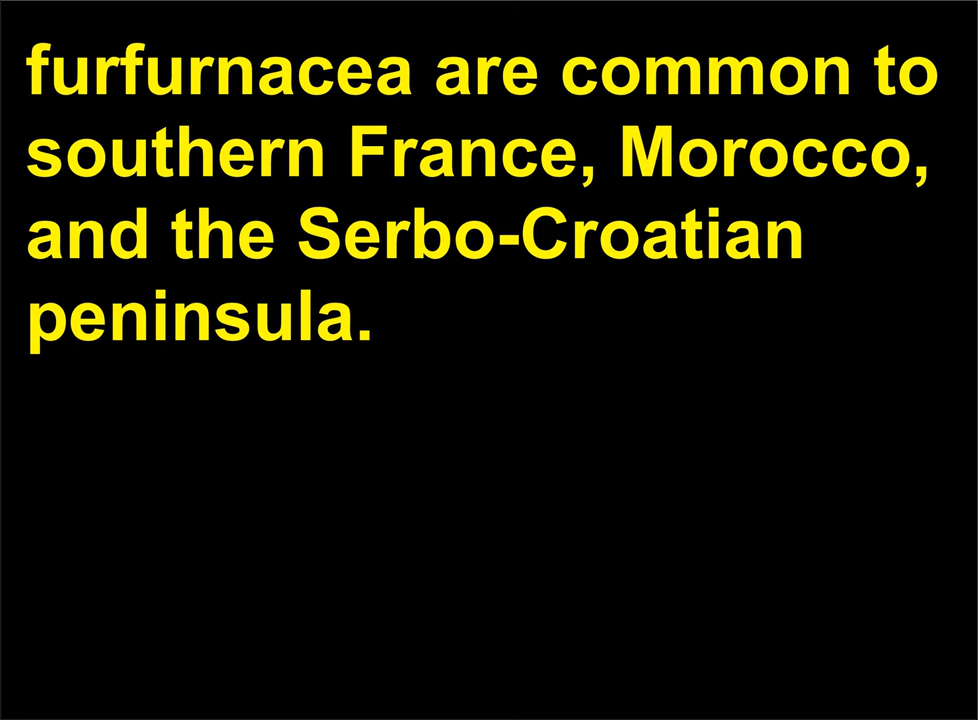 furfurnacea are common to
southern France, Morocco,
and the Serbo-Croatian
peninsula.